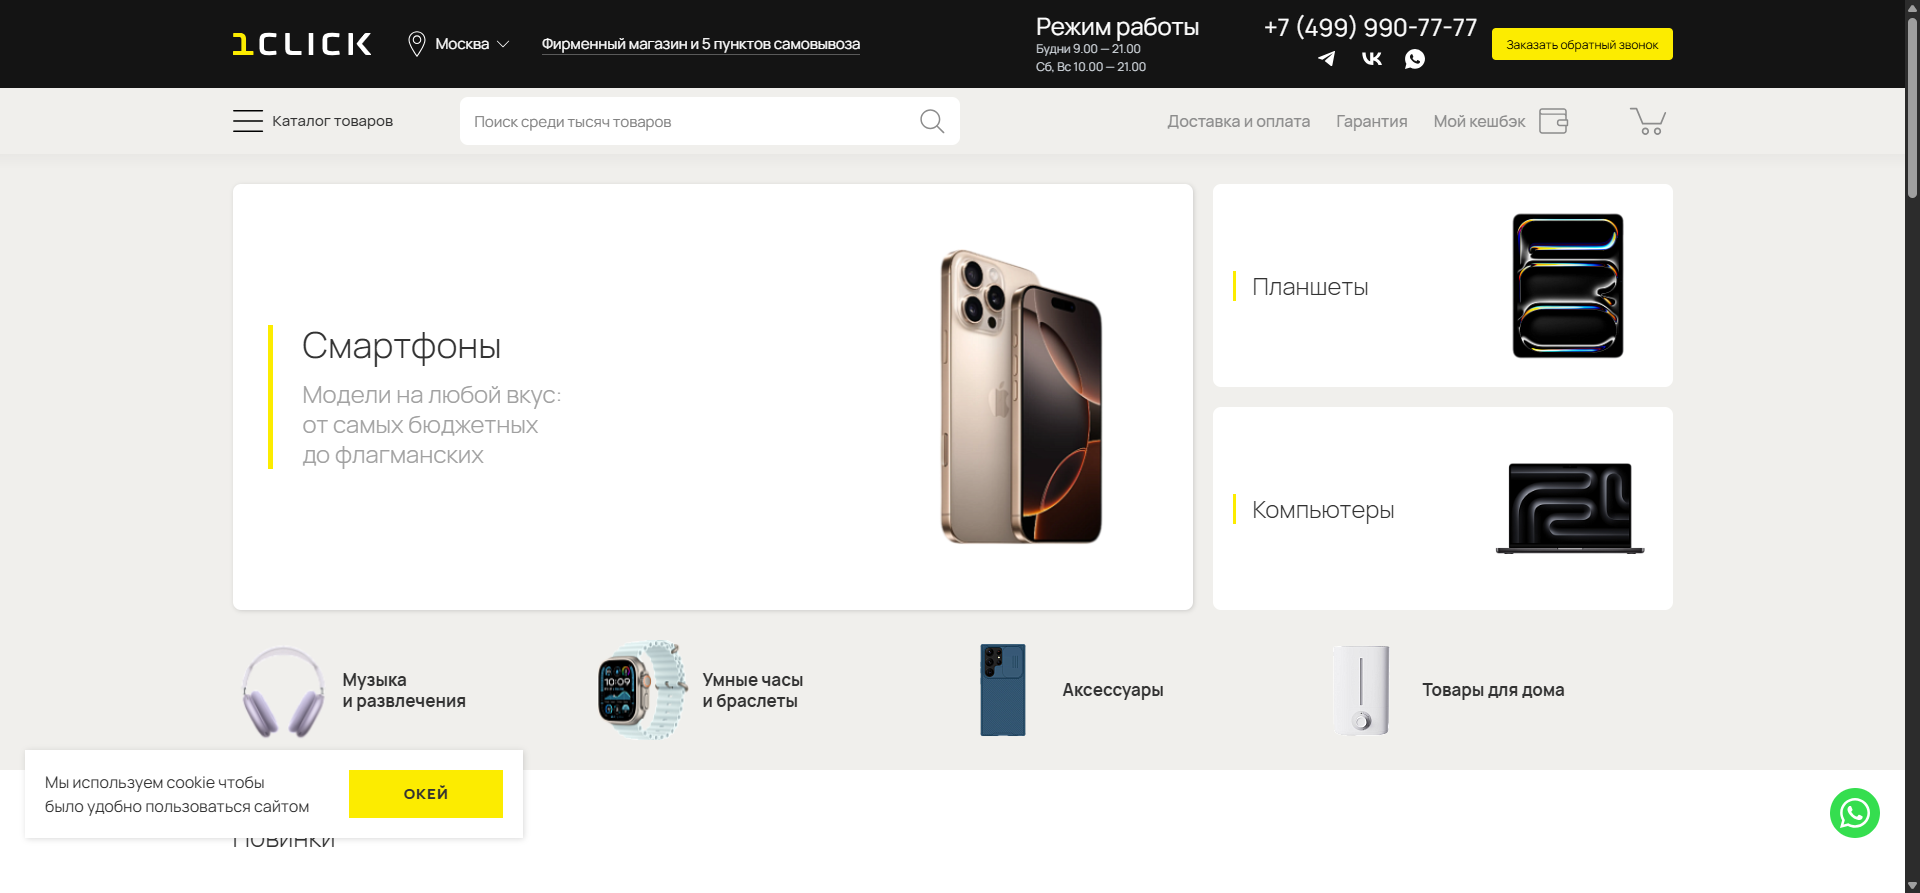 1CLICK
Москва
Фирменный магазин и 5 пунктов самовывоза
Режим работы
Будни 9.00 — 21.00
Сб, Вс 10.00 — 21.00
+7 (499) 990-77-77
Заказать обратный звонок
Каталог товаров
Поиск среди тысяч товаров
Доставка и оплата
Гарантия
Мой кешбэк
Смартфоны
Модели на любой вкус:
от самых бюджетных
до флагманских
Планшеты
Компьютеры
Музыка
и развлечения
10:09
Умные часы
и браслеты
Аксессуары
Товары для дома
Мы используем cookie чтобы
было удобно пользоваться сайтом
ОКЕЙ
Новинки